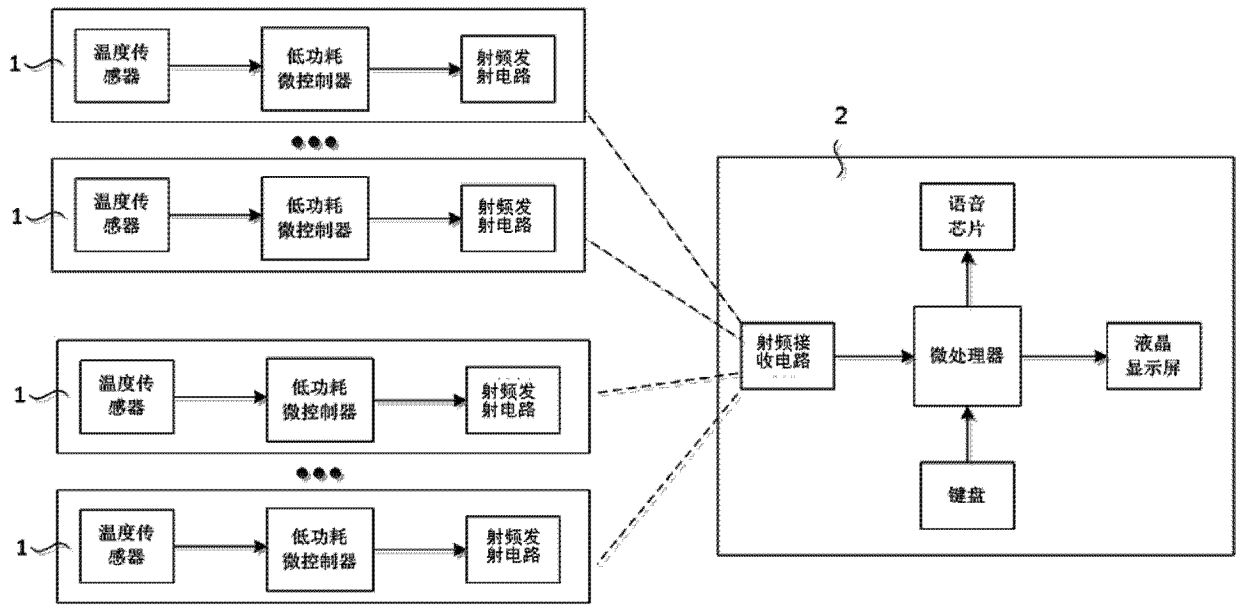 1
温度传
感器
低功耗
微控制器
射频发
射电路
1
温度传
感器
低功耗
微控制器
射频发
射电路
1
温度传
感器
低功耗
微控制器
射频发
射电路
1
温度传
感器
低功耗
微控制器
射频发
射电路
2
语音
芯片
射频接
收电路
微处理器
液晶
显示屏
键盘